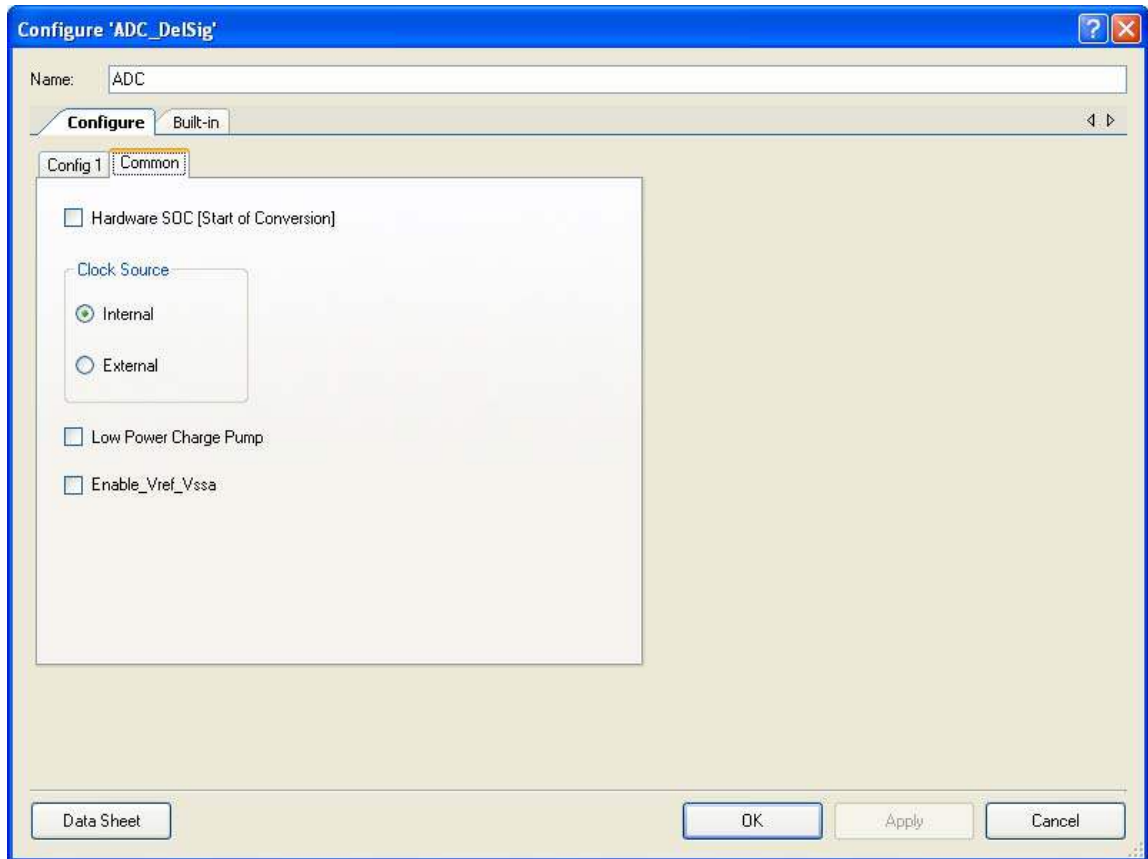 Configure 'ADC_DelSig'
Name: ADC
Configure Built-in
Config 1 Common
Hardware SOC [Start of Conversion]
Clock Source
Internal
External
Low Power Charge Pump
Enable_Vref_Vssa
Data Sheet OK Apply Cancel